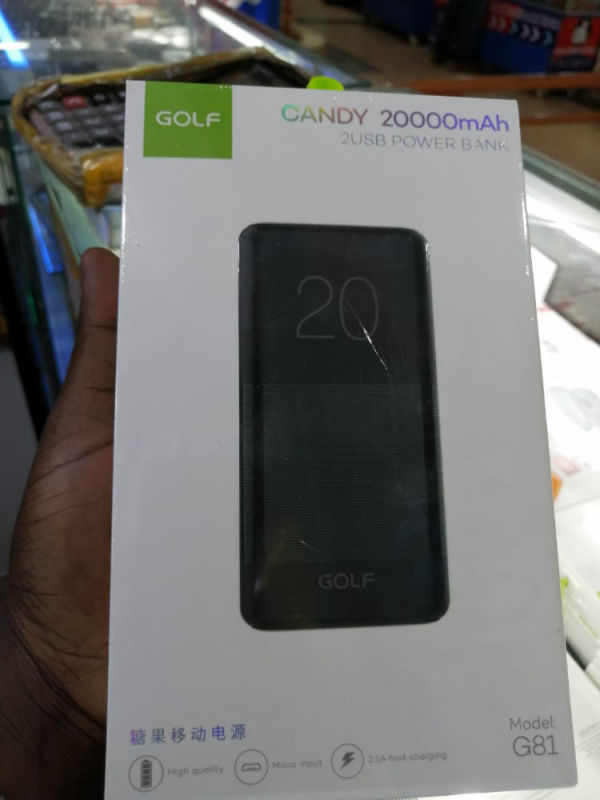 GOLF
CANDY 20000mAh
2USB POWER BANK
20
GOLF
糖果移动电源
High quality
Micro input
2.1A fast charging
Model:
G81